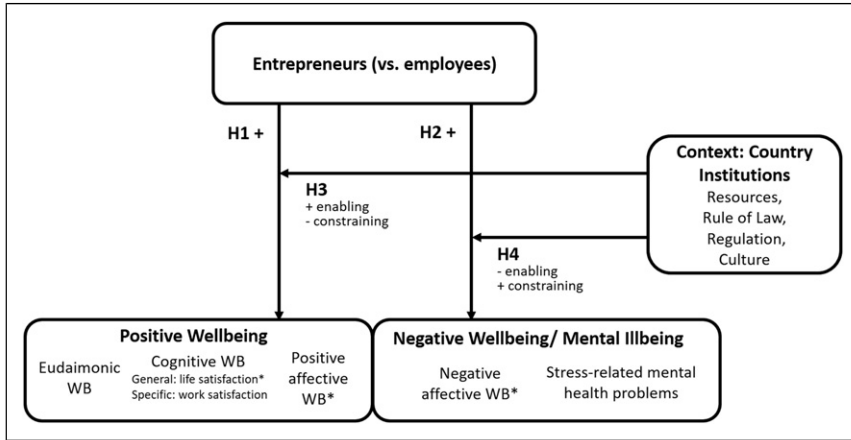 Entrepreneurs (vs. employees)
H1 +
H2 +
Context: Country
Institutions
Resources,
Rule of Law,
Regulation,
Culture
H3
+ enabling
- constraining
H4
- enabling
+ constraining
Positive Wellbeing
Eudaimonic
WB
Cognitive WB
General: life satisfaction*
Specific: work satisfaction
Positive
affective
WB*
Negative Wellbeing/ Mental Illbeing
Negative
affective WB*
Stress-related mental
health problems